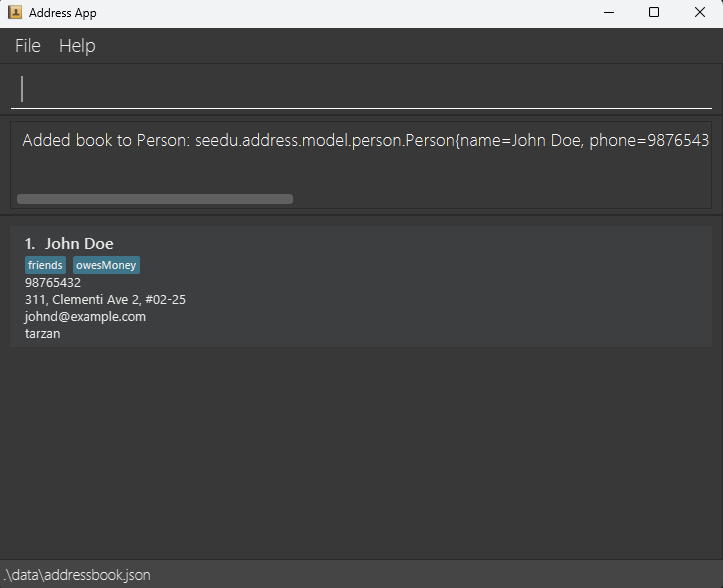 Address App
File Help
Added book to Person: seedu.address.model.person.Person{name=John Doe, phone=9876543
1. John Doe
friends owesMoney
98765432
311, Clementi Ave 2, #02-25
johnd@example.com
tarzan
.\data\addressbook.json